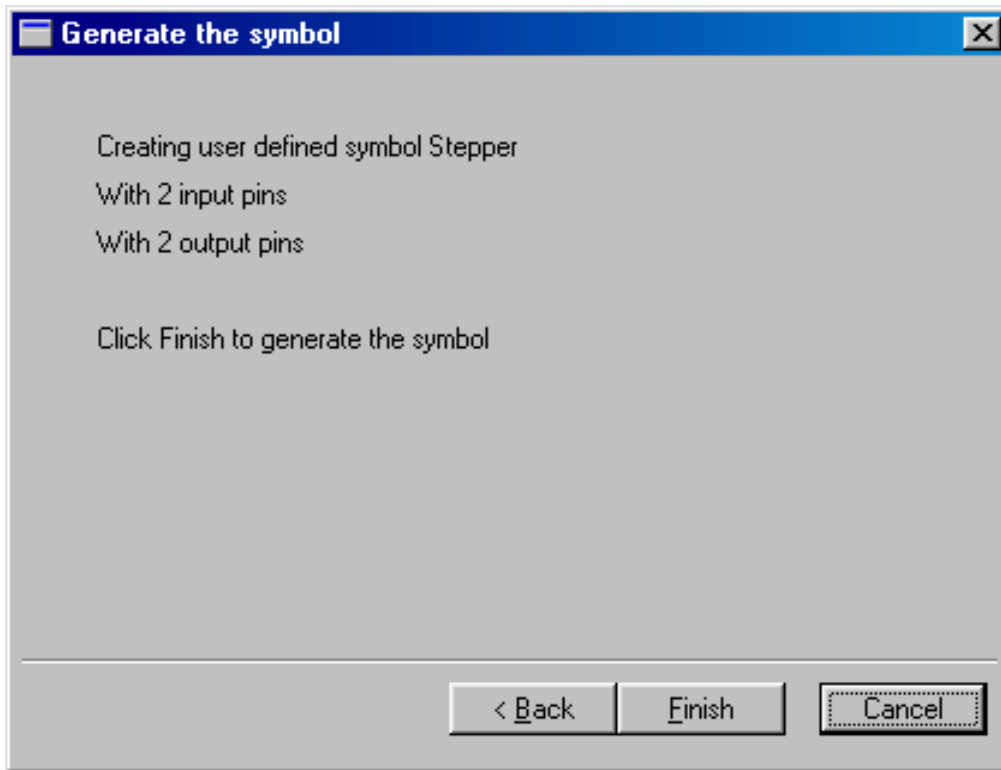 Generate the symbol
Creating user defined symbol Stepper
With 2 input pins
With 2 output pins
Click Finish to generate the symbol
< Back
Finish
Cancel